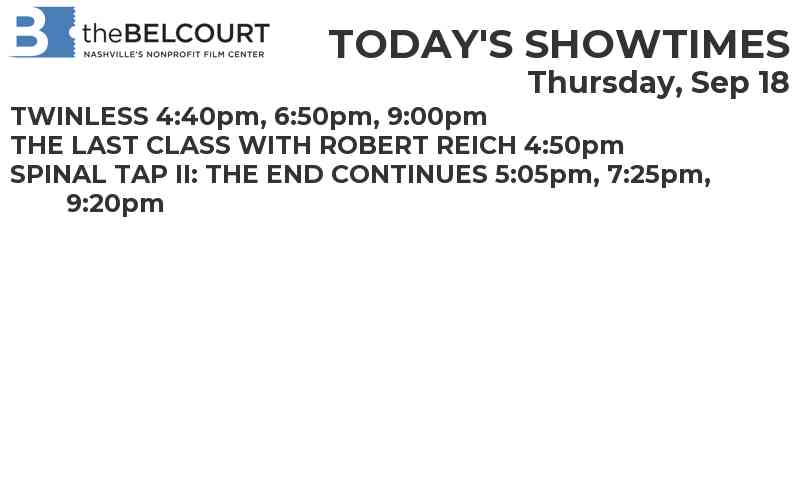 B theBELCOURT
NASHVILLE'S NONPROFIT FILM CENTER
TODAY'S SHOWTIMES
Thursday, Sep 18
TWINLESS 4:40pm, 6:50pm, 9:00pm
THE LAST CLASS WITH ROBERT REICH 4:50pm
SPINAL TAP II: THE END CONTINUES 5:05pm, 7:25pm,
9:20pm